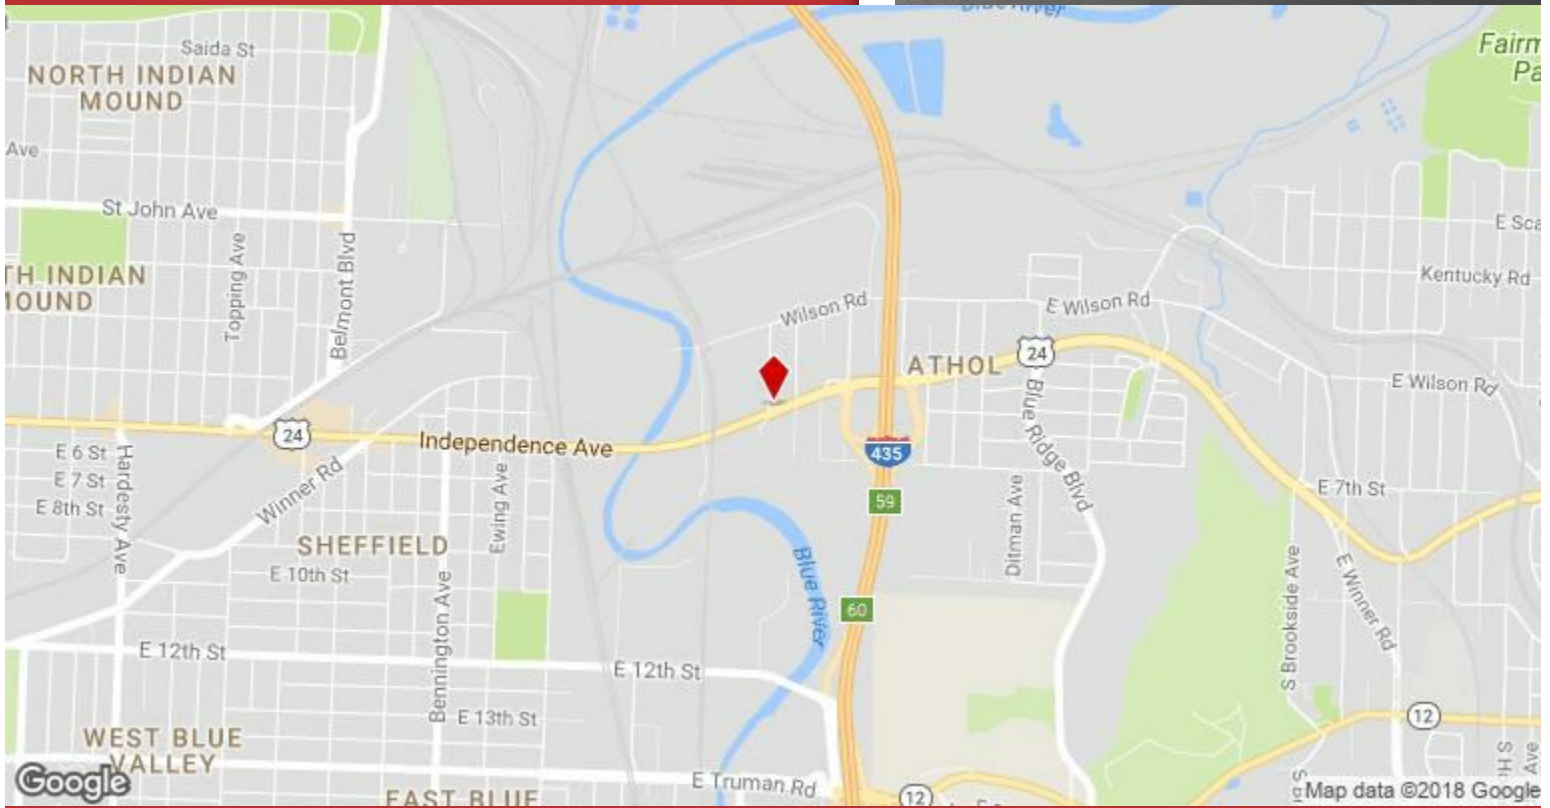 Blue River
Saida St
Fairm
Pa
NORTH INDIAN
MOUND
Ave
St John Ave
E Sca
TH INDIAN
MOUND
Topping Ave
Belmont Blvd
Kentucky Rd
Wilson Rd
E Wilson Rd
ATHOL
24
E Wilson Rd
24
Independence Ave
Blue Ridge Blvd
435
E 6 St
E 7 St
E 8th St
Hardesty Ave
Winner Rd
Ewing Ave
59
Ditman Ave
E 7th St
SHEFFIELD
E 10th St
Bennington Ave
Blue River
60
S Brookside Ave
E Winner Rd
E 12th St
E 12th St
E 13th St
12
WEST BLUE
VALLEY
E Truman Rd
12
Ave
Google
EAST BLUE
Map data ©2018 Google